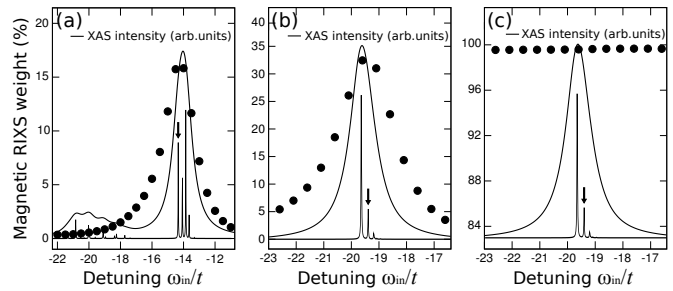 (a)
— XAS intensity (arb.units)
Magnetic RIXS weight (%)
20
15
10
5
0
-22 -20 -18 -16 -14 -12
Detuning ω_in/t
(b)
— XAS intensity (arb.units)
40
35
30
25
20
15
10
5
0
-23 -22 -21 -20 -19 -18 -17
Detuning ω_in/t
(c)
— XAS intensity (arb.units)
100
96
92
88
84
-23 -22 -21 -20 -19 -18 -17
Detuning ω_in/t